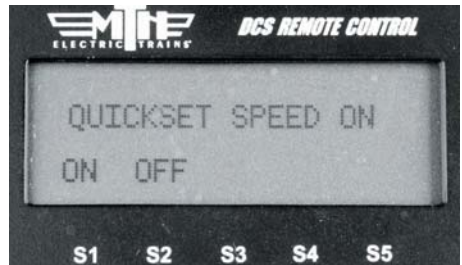 MTH DCS REMOTE CONTROL
ELECTRIC TRAINS
QUICKSET SPEED ON
ON OFF
S1 S2 S3 S4 S5